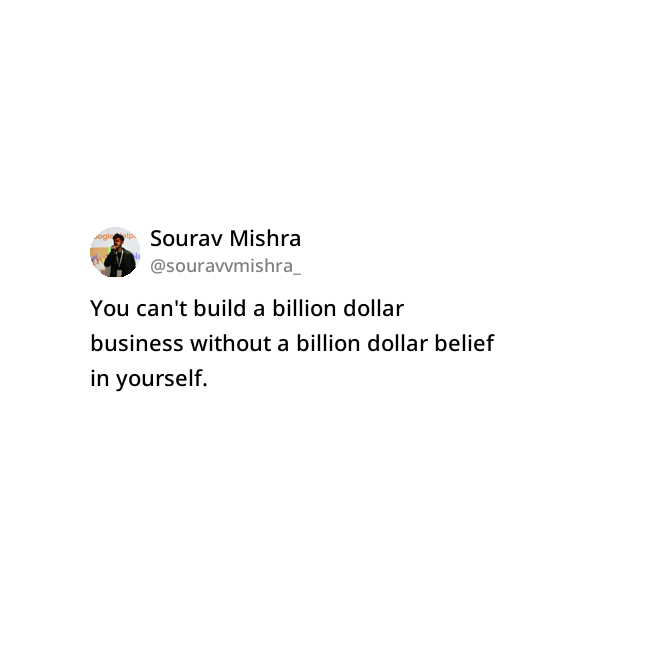 Sourav Mishra
@souravvmishra_
You can't build a billion dollar
business without a billion dollar belief
in yourself.